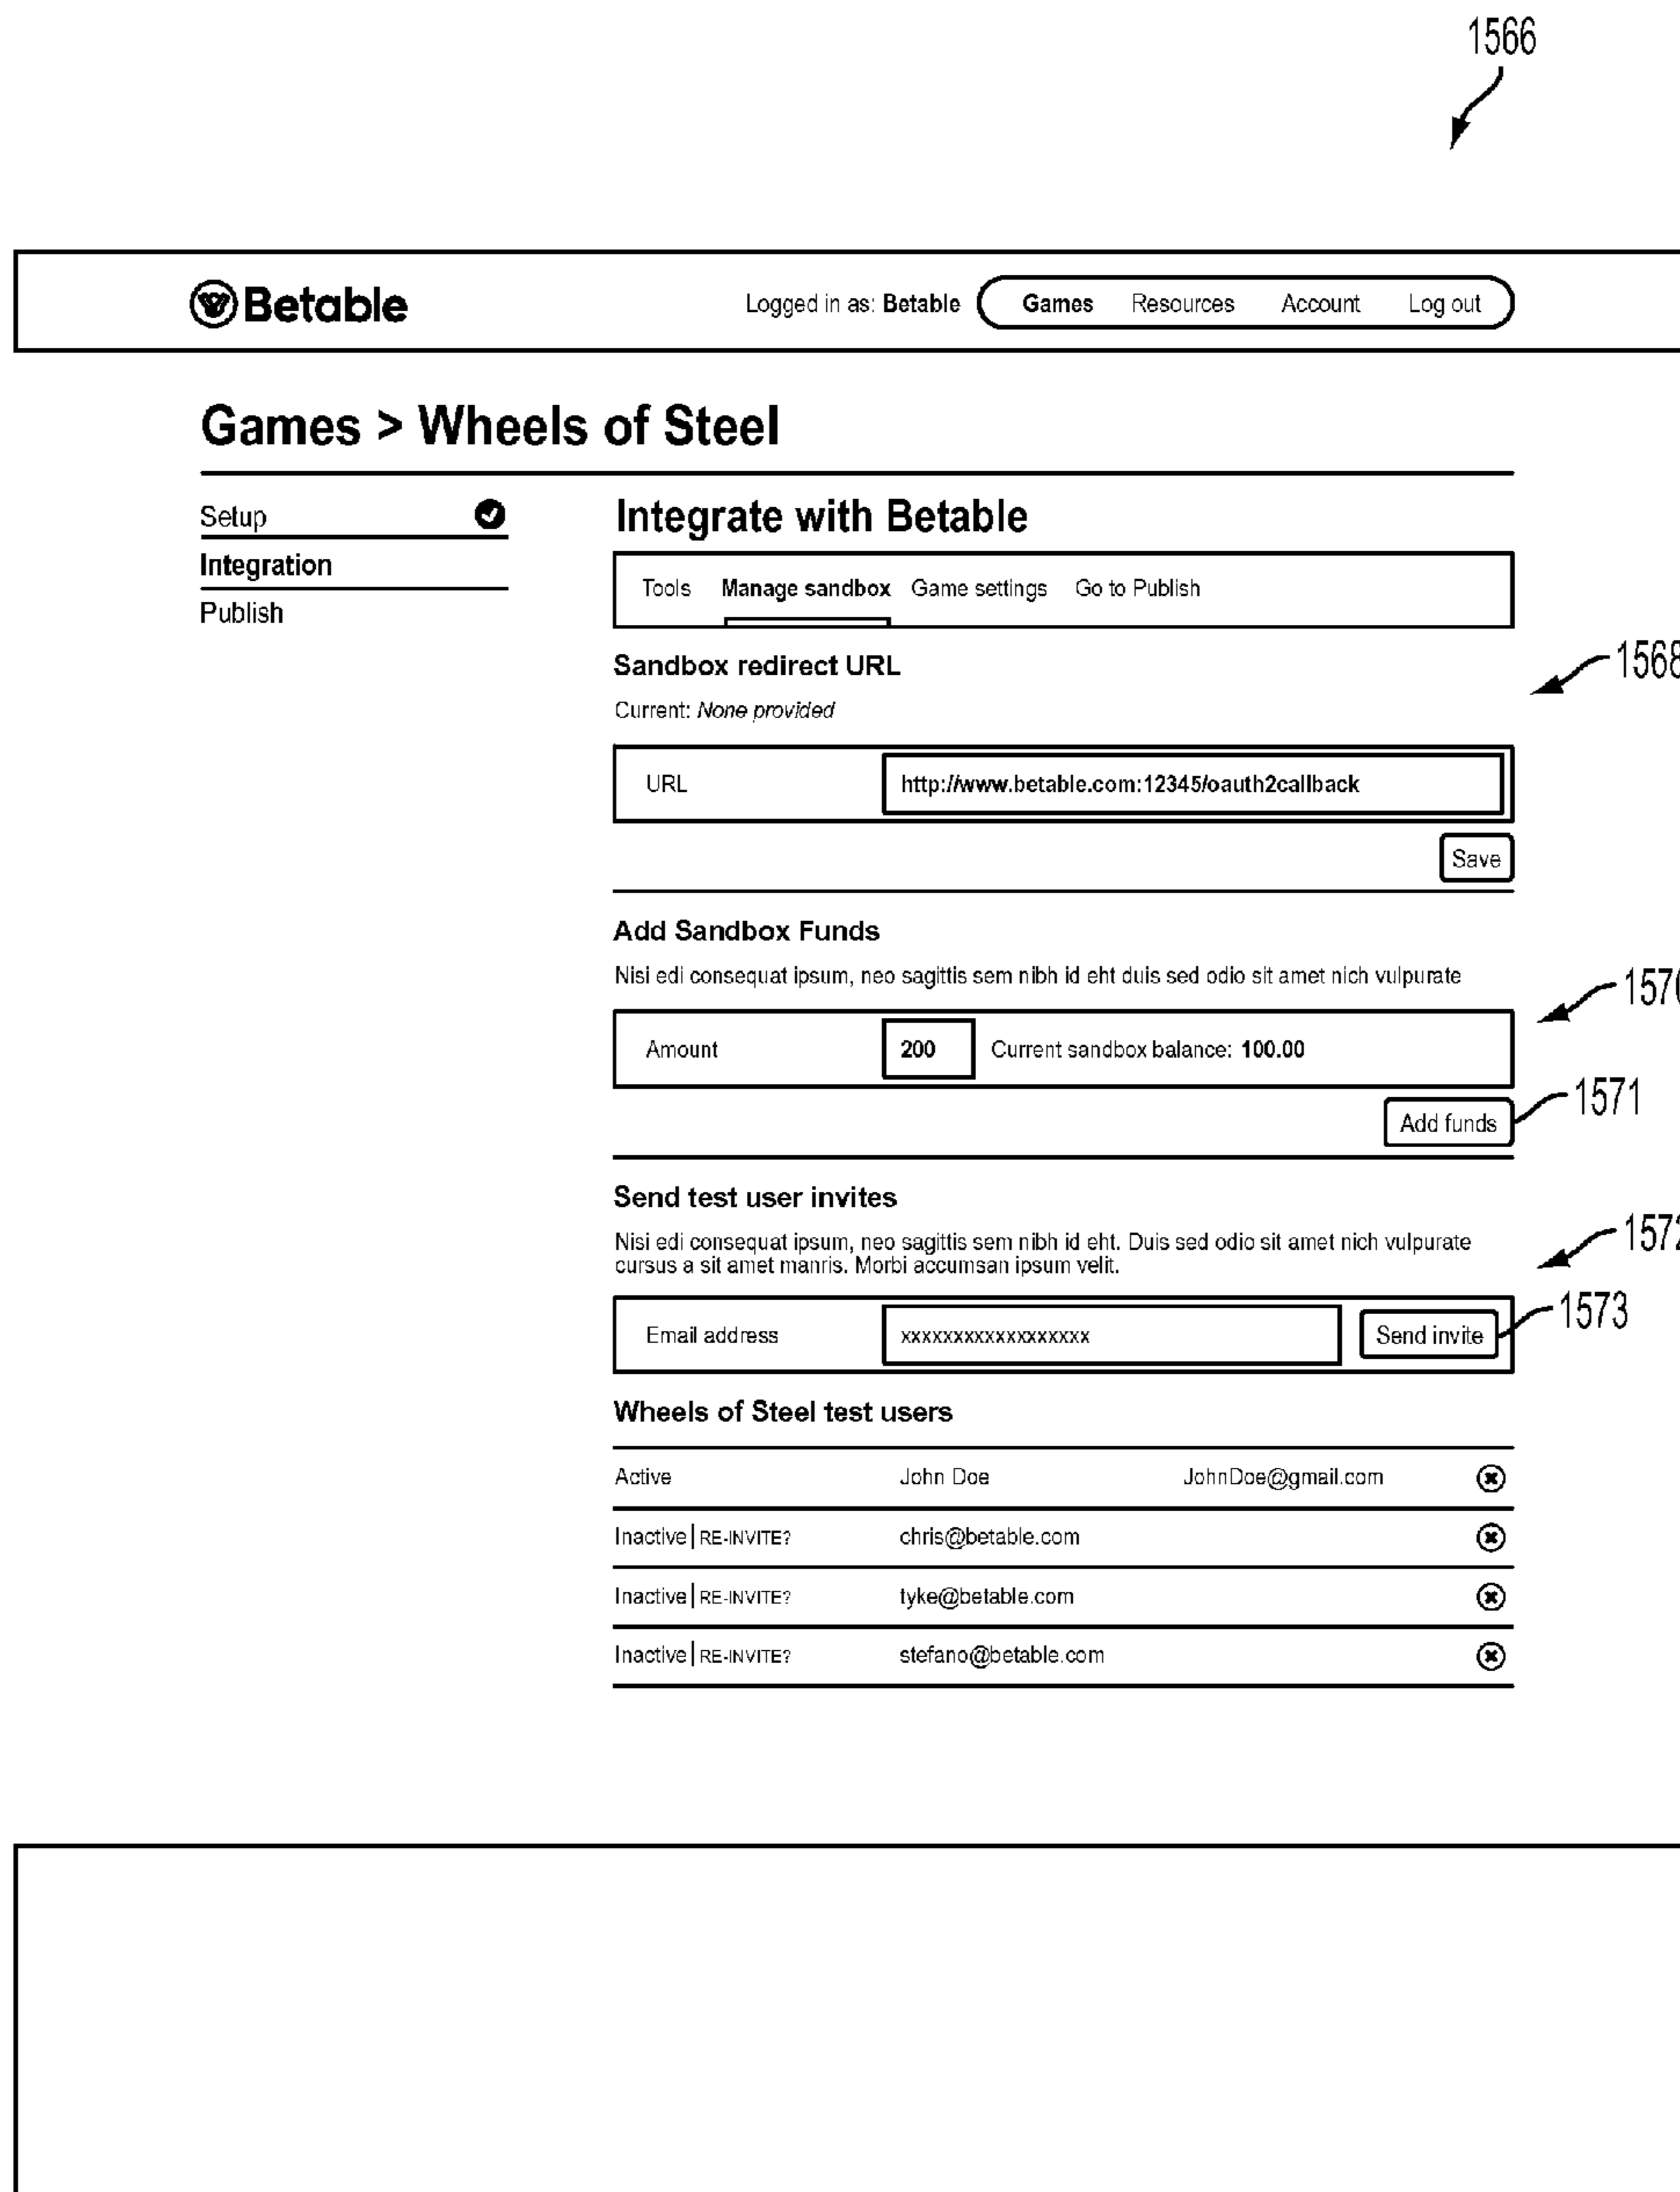 1566
Betable
Logged in as: Betable Games Resources Account Log out
Games > Wheels of Steel
Setup
Integration
Publish
Integrate with Betable
Tools Manage sandbox Game settings Go to Publish
Sandbox redirect URL
1568
Current: None provided
URL http://www.betable.com:12345/oauth2callback
Save
Add Sandbox Funds
Nisi edi consequat ipsum, neo sagittis sem nibh id eht duis sed odio sit amet nich vulpurate
1570
Amount 200 Current sandbox balance: 100.00
Add funds
1571
Send test user invites
Nisi edi consequat ipsum, neo sagittis sem nibh id eht. Duis sed odio sit amet nich vulpurate
cursus a sit amet manris. Morbi accumsan ipsum velit.
1572
Email address xxxxxxxxxxxxxxxxxx Send invite
1573
Wheels of Steel test users
Active John Doe JohnDoe@gmail.com
Inactive | RE-INVITE? chris@betable.com
Inactive | RE-INVITE? tyke@betable.com
Inactive | RE-INVITE? stefano@betable.com